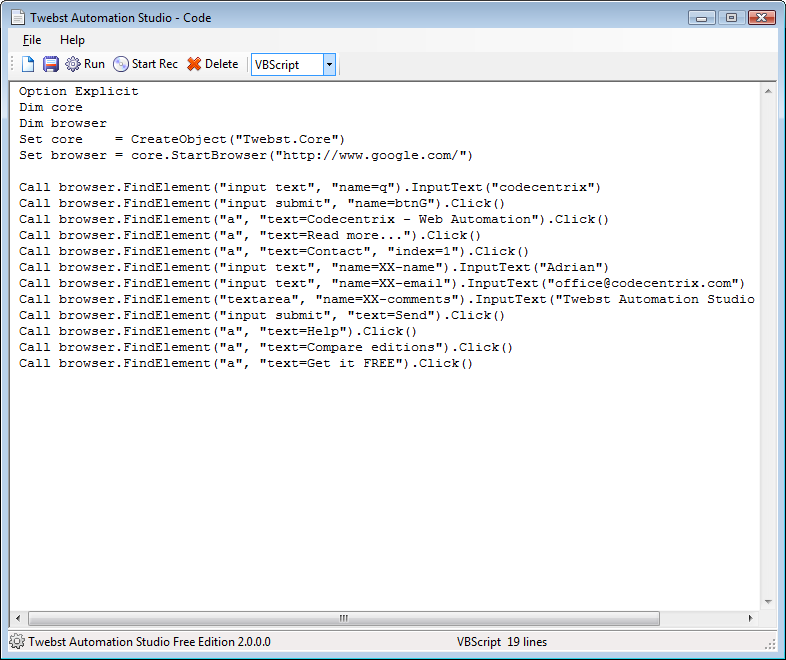 Twebst Automation Studio - Code
File Help
Run Start Rec Delete VBScript
Option Explicit
Dim core
Dim browser
Set core    = CreateObject("Twebst.Core")
Set browser = core.StartBrowser("http://www.google.com/")
Call browser.FindElement("input text", "name=q").InputText("codecentrix")
Call browser.FindElement("input submit", "name=btnG").Click()
Call browser.FindElement("a", "text=Codecentrix - Web Automation").Click()
Call browser.FindElement("a", "text=Read more...").Click()
Call browser.FindElement("a", "text=Contact", "index=1").Click()
Call browser.FindElement("input text", "name=XX-name").InputText("Adrian")
Call browser.FindElement("input text", "name=XX-email").InputText("office@codecentrix.com")
Call browser.FindElement("textarea", "name=XX-comments").InputText("Twebst Automation Studio
Call browser.FindElement("input submit", "text=Send").Click()
Call browser.FindElement("a", "text=Help").Click()
Call browser.FindElement("a", "text=Compare editions").Click()
Call browser.FindElement("a", "text=Get it FREE").Click()
Twebst Automation Studio Free Edition 2.0.0.0 VBScript 19 lines